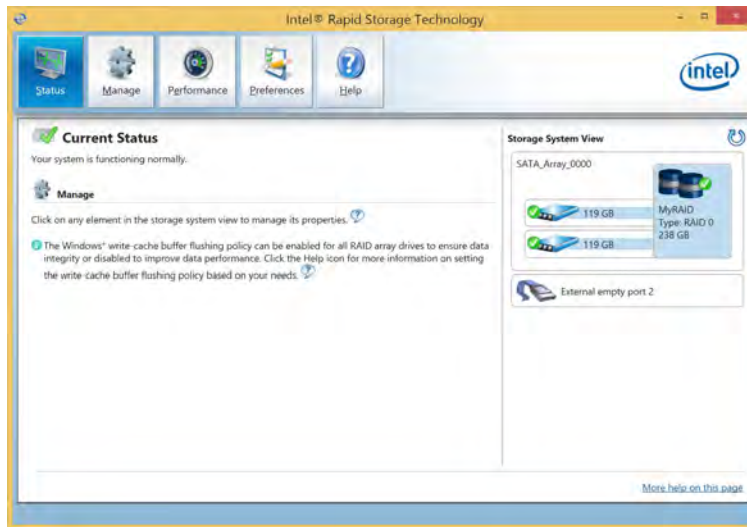 Intel® Rapid Storage Technology
Status
Manage
Performance
Preferences
Help
intel
Current Status
Your system is functioning normally.
Manage
Click on any element in the storage system view to manage its properties.
The Windows* write-cache buffer flushing policy can be enabled for all RAID array drives to ensure data
integrity or disabled to improve data performance. Click the Help icon for more information on setting
the write-cache buffer flushing policy based on your needs.
Storage System View
SATA_Array_0000
119 GB
119 GB
MyRAID
Type: RAID 0
238 GB
External empty port 2
More help on this page